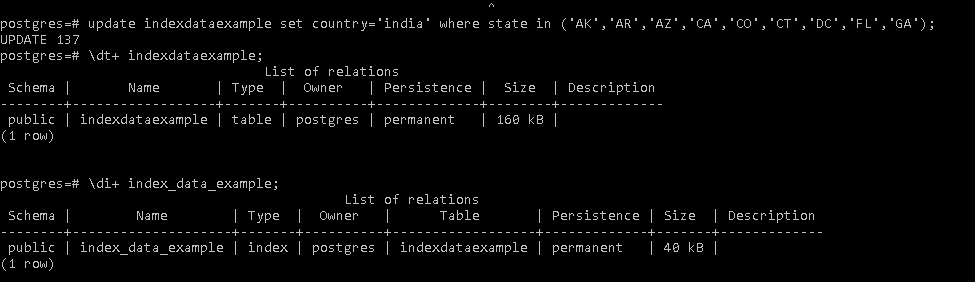 ^
postgres=# update indexdataexample set country='india' where state in ('AK','AR','AZ','CA','CO','CT','DC','FL','GA');
UPDATE 137
postgres=# \dt+ indexdataexample;
                                List of relations
 Schema |       Name       | Type  |  Owner   | Persistence |  Size  | Description
--------+------------------+-------+----------+-------------+--------+-------------
 public | indexdataexample | table | postgres | permanent   | 160 kB |
(1 row)
postgres=# \di+ index_data_example;
                                          List of relations
 Schema |        Name        | Type  |  Owner   |      Table       | Persistence | Size  | Description
--------+--------------------+-------+----------+------------------+-------------+-------+-------------
 public | index_data_example | index | postgres | indexdataexample | permanent   | 40 kB |
(1 row)